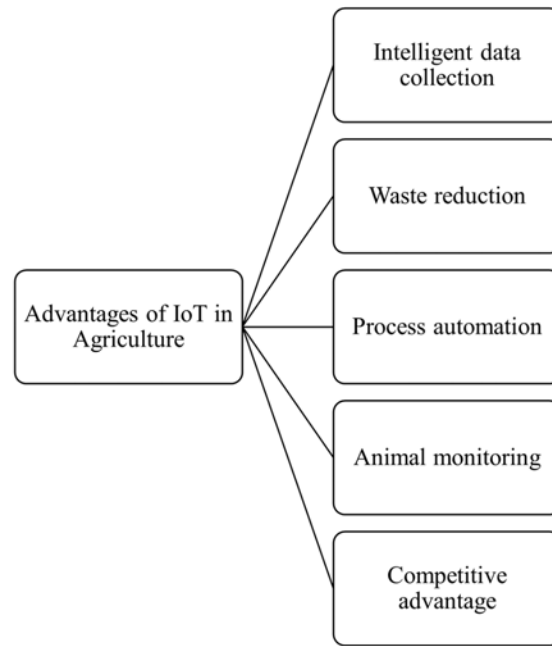 Intelligent data
collection
Waste reduction
Advantages of IoT in
Agriculture
Process automation
Animal monitoring
Competitive
advantage